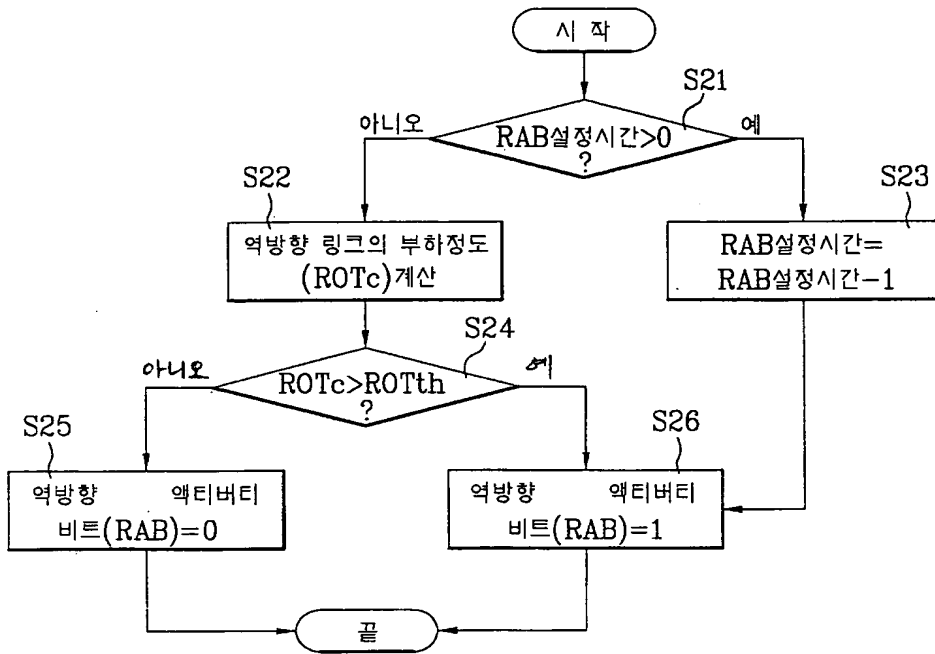 시 작
S21
아니오
RAB설정시간>0
?
예
S22
역방향 링크의 부하정도
(ROTc)계산
S23
RAB설정시간=
RAB설정시간-1
S24
아니오
ROTc>ROTth
?
예
S25
역방향 액티버티
비트(RAB)=0
S26
역방향 액티버티
비트(RAB)=1
끝